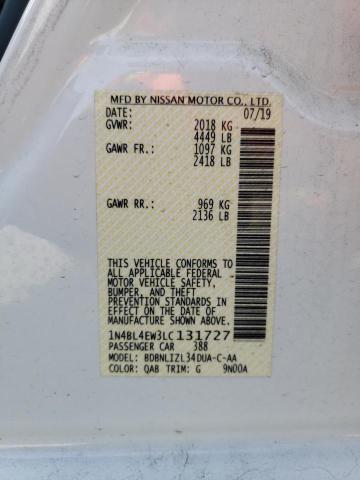 MFD BY NISSAN MOTOR CO., LTD.
DATE: 07/19
GVWR: 2018 KG
4449 LB
GAWR FR.: 1097 KG
2418 LB
GAWR RR.: 969 KG
2136 LB
THIS VEHICLE CONFORMS TO
ALL APPLICABLE FEDERAL
MOTOR VEHICLE SAFETY,
BUMPER, AND THEFT
PREVENTION STANDARDS IN
EFFECT ON THE DATE OF
MANUFACTURE SHOWN ABOVE.
1N4BL4EW3LC131727
PASSENGER CAR 388
MODEL: BDBNLIZL34DUA-C-AA
COLOR: QAB TRIM: G 9N00A